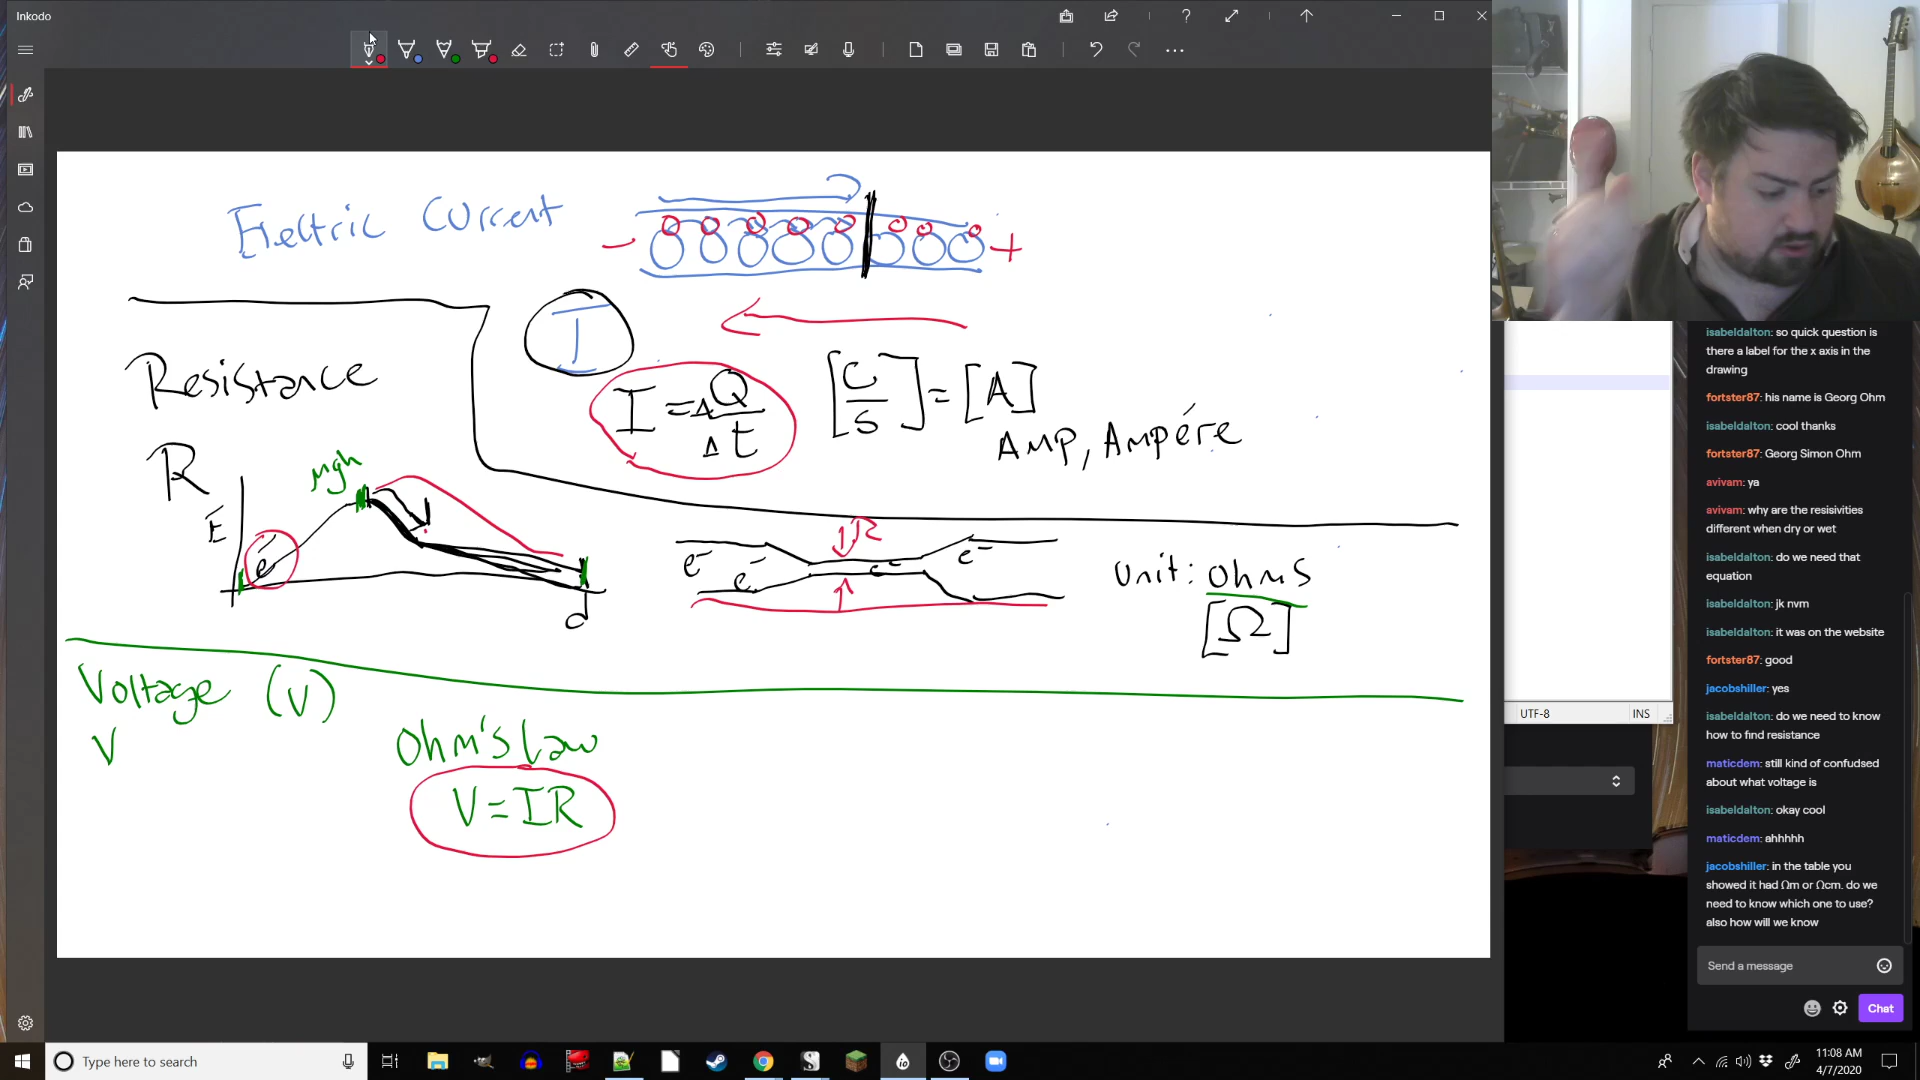 Inkodo
Electric Current
- +
I
Resistance
I = ΔQ / Δt [C/s] = [A]
Amp, Ampére
R
mgh
E
e-
d
R
e- e- e- e-
Unit: Ohms
[Ω]
Voltage (V)
V
Ohm's Law
V = IR
isabeldalton: so quick question is
there a label for the x axis in the
drawing
fortster87: his name is Georg Ohm
isabeldalton: cool thanks
fortster87: Georg Simon Ohm
avivam: ya
avivam: why are the resisivities
different when dry or wet
isabeldalton: do we need that
equation
isabeldalton: jk nvm
isabeldalton: it was on the website
fortster87: good
jacobshiller: yes
isabeldalton: do we need to know
how to find resistance
maticdem: still kind of confudsed
about what voltage is
isabeldalton: okay cool
maticdem: ahhhhh
jacobshiller: in the table you
showed it had Ωm or Ωcm. do we
need to know which one to use?
also how will we know
Send a message
Chat
UTF-8 INS
Type here to search
11:08 AM
4/7/2020